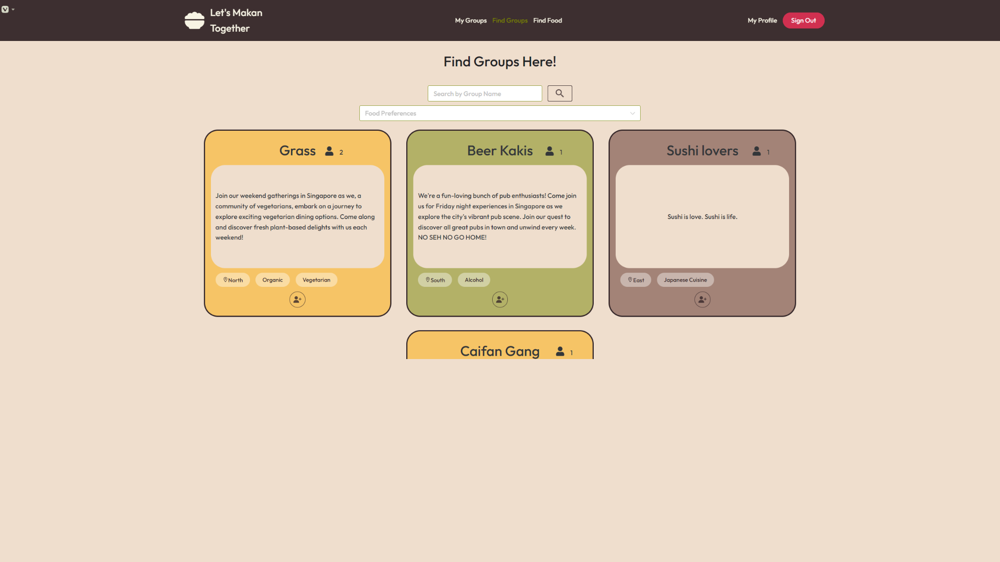 Let's Makan
Together
My Groups Find Groups Find Food
My Profile Sign Out
Find Groups Here!
Search by Group Name
Food Preferences
Grass 2
Join our weekend gatherings in Singapore as we, a
community of vegetarians, embark on a journey to
explore exciting vegetarian dining options. Come along
and discover fresh plant-based delights with us each
weekend!
North Organic Vegetarian
Beer Kakis 1
We're a fun-loving bunch of pub enthusiasts! Come join
us for Friday night experiences in Singapore as we
explore the city's vibrant pub scene. Join our quest to
discover all great pubs in town and unwind every week.
NO SEH NO GO HOME!
South Alcohol
Sushi lovers 1
Sushi is love. Sushi is life.
East Japanese Cuisine
Caifan Gang 1